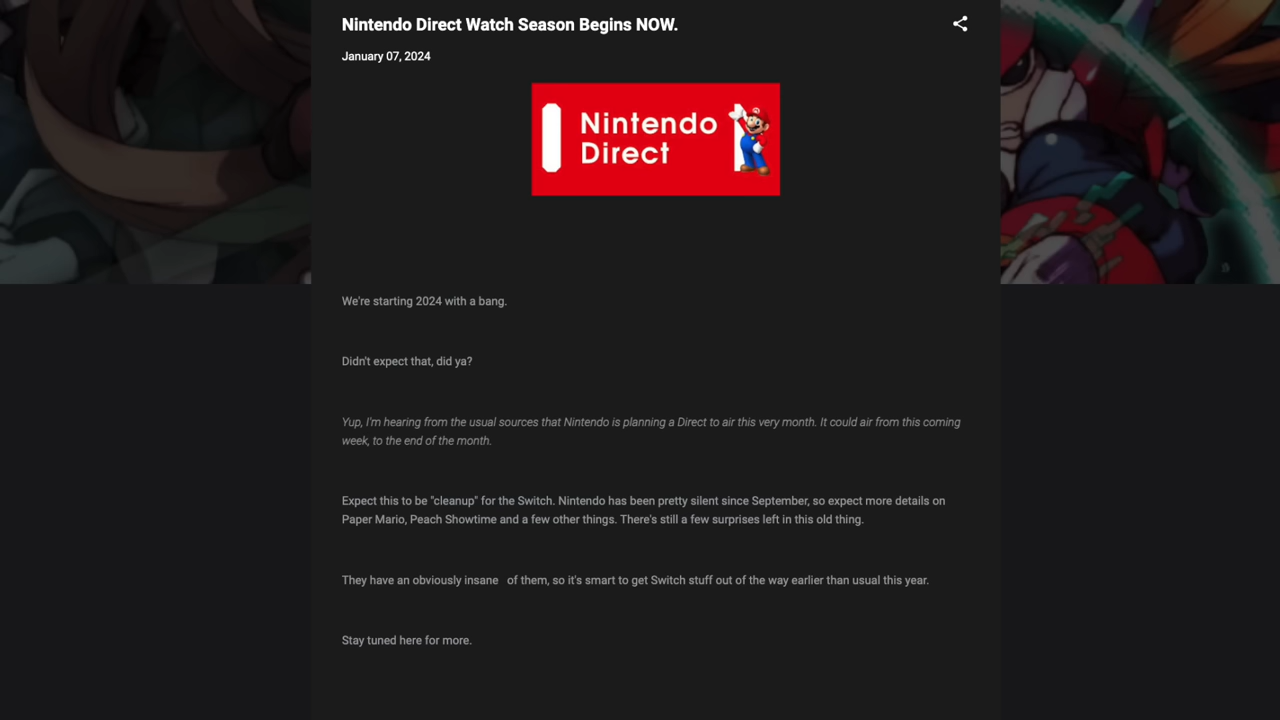 Nintendo Direct Watch Season Begins NOW.
January 07, 2024
Nintendo
Direct
We're starting 2024 with a bang.
Didn't expect that, did ya?
Yup, I'm hearing from the usual sources that Nintendo is planning a Direct to air this very month. It could air from this coming
week, to the end of the month.
Expect this to be "cleanup" for the Switch. Nintendo has been pretty silent since September, so expect more details on
Paper Mario, Peach Showtime and a few other things. There's still a few surprises left in this old thing.
They have an obviously insane   of them, so it's smart to get Switch stuff out of the way earlier than usual this year.
Stay tuned here for more.